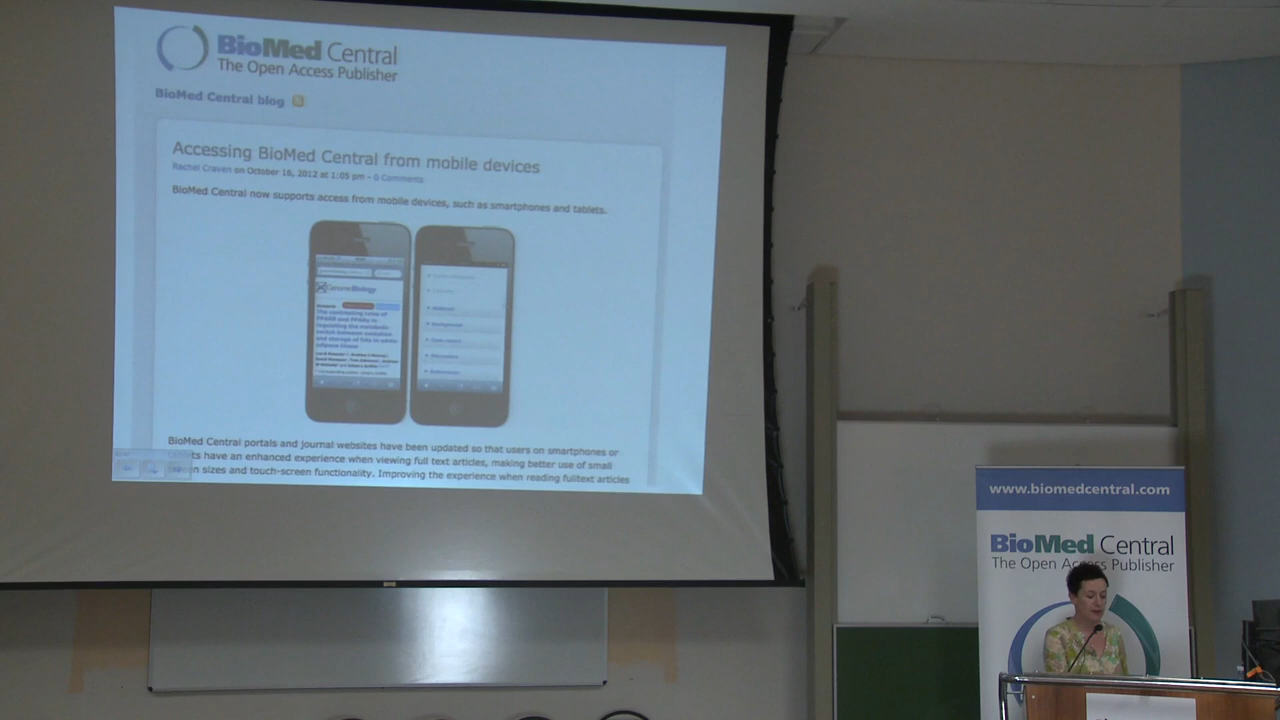 BioMed Central
The Open Access Publisher
BioMed Central blog
Accessing BioMed Central from mobile devices
Rachel Craven on October 16, 2012 at 1:05 pm - 0 Comments
BioMed Central now supports access from mobile devices, such as smartphones and tablets.
GenomeBiology
BioMed Central portals and journal websites have been updated so that users on smartphones or
have an enhanced experience when viewing full text articles, making better use of small
sizes and touch-screen functionality. Improving the experience when reading fulltext articles
www.biomedcentral.com
BioMed Central
The Open Access Publisher